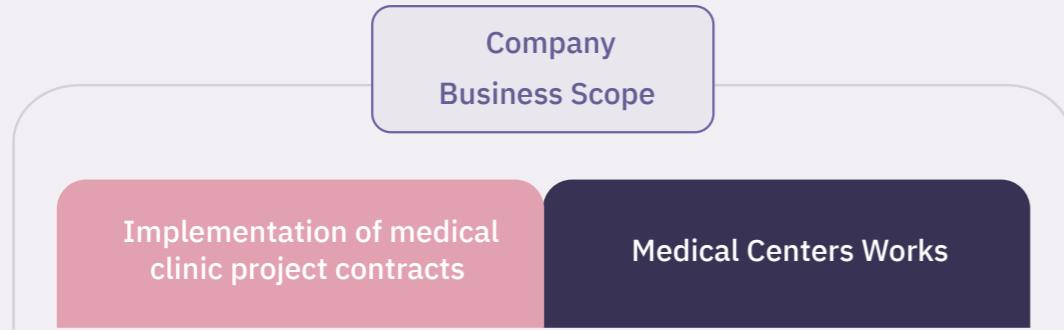 Company
Business Scope
Implementation of medical
clinic project contracts
Medical Centers Works